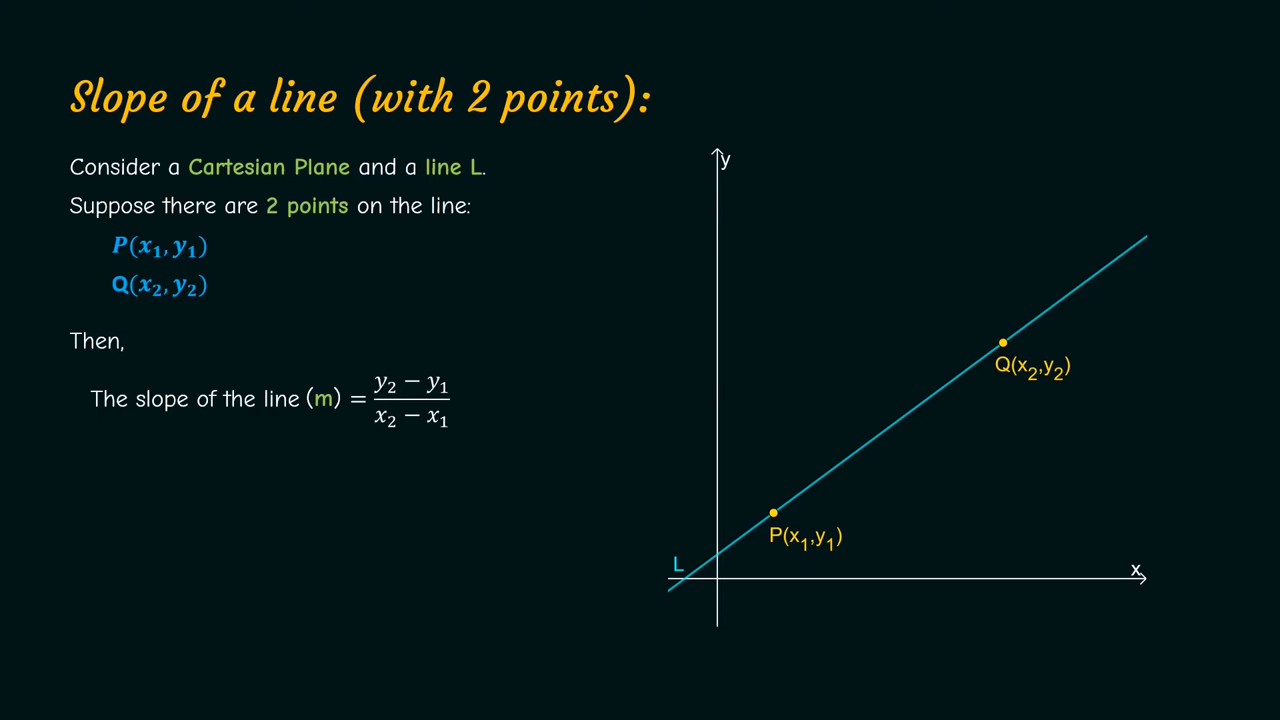 Slope of a line (with 2 points):
Consider a Cartesian Plane and a line L.
Suppose there are 2 points on the line:
P(x₁, y₁)
Q(x₂, y₂)
Then,
The slope of the line (m) = (y₂ − y₁)/(x₂ − x₁)
y
Q(x₂,y₂)
P(x₁,y₁)
L
x